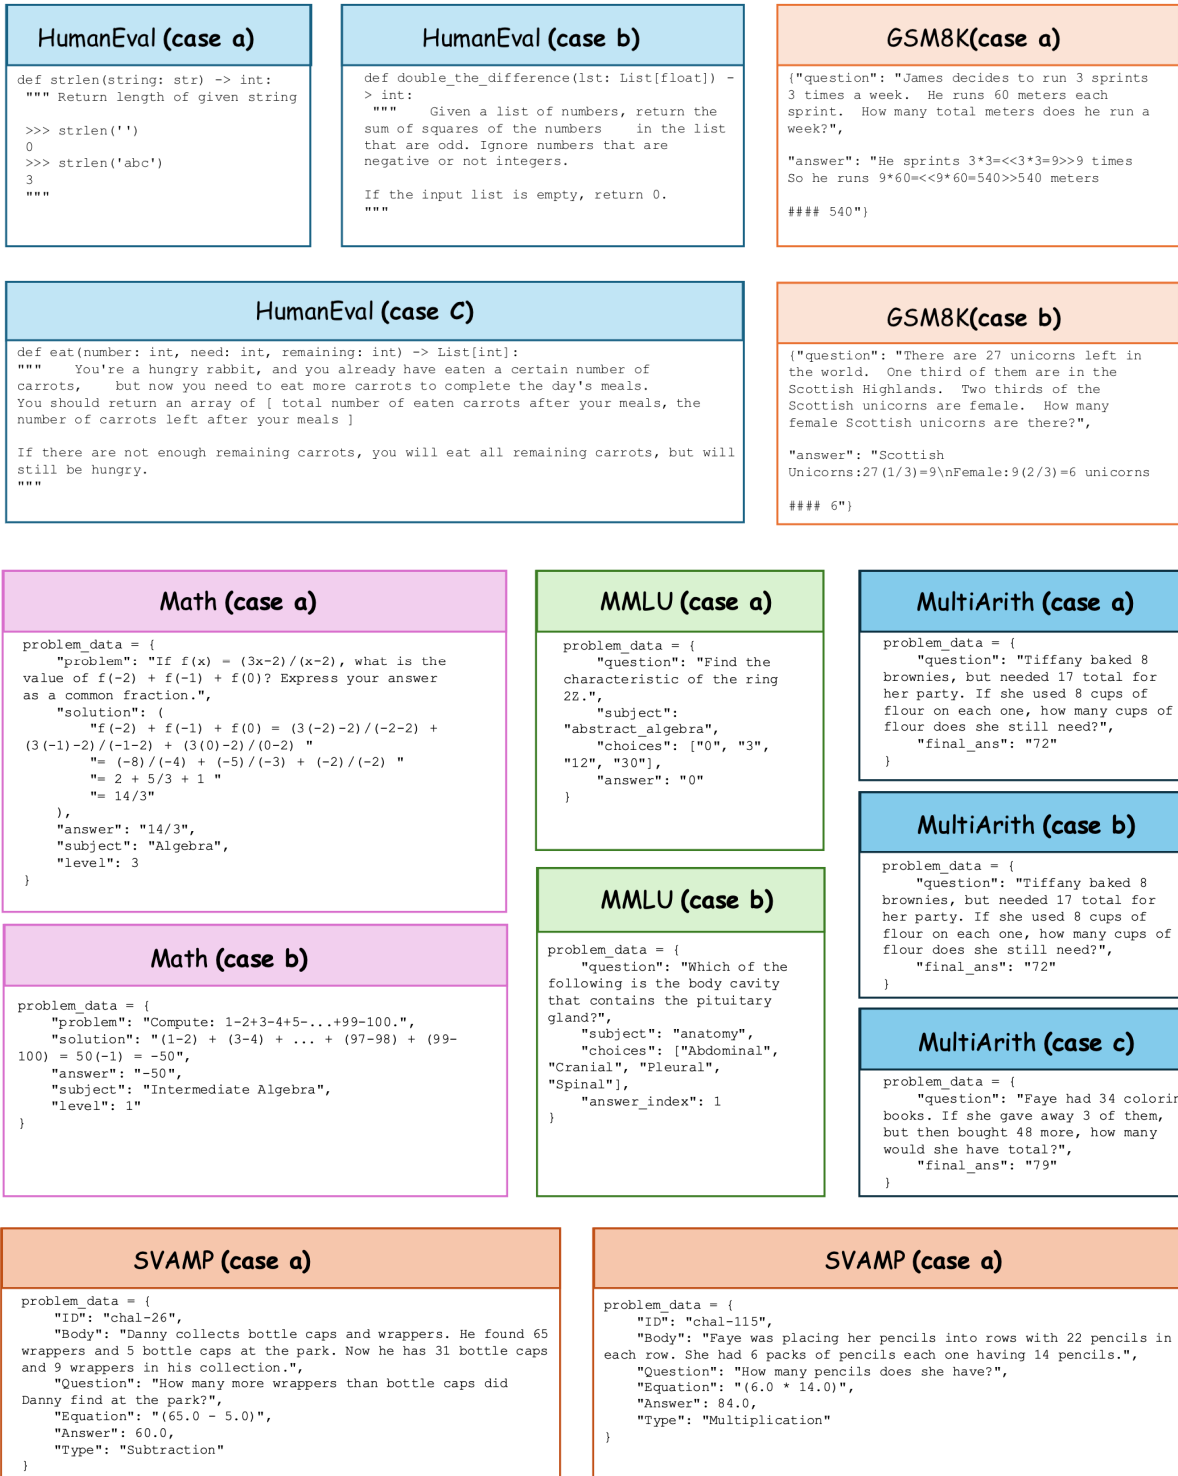 HumanEval (case a)
def strlen(string: str) -> int:
""" Return length of given string
>>> strlen('')
0
>>> strlen('abc')
3
"""
HumanEval (case b)
def double_the_difference(lst: List[float]) -
> int:
""" Given a list of numbers, return the
sum of squares of the numbers in the list
that are odd. Ignore numbers that are
negative or not integers.
If the input list is empty, return 0.
"""
GSM8K(case a)
{"question": "James decides to run 3 sprints
3 times a week. He runs 60 meters each
sprint. How many total meters does he run a
week?",
"answer": "He sprints 3*3=<<3*3=9>>9 times
So he runs 9*60=<<9*60=540>>540 meters
#### 540"}
HumanEval (case C)
def eat(number: int, need: int, remaining: int) -> List[int]:
""" You're a hungry rabbit, and you already have eaten a certain number of
carrots, but now you need to eat more carrots to complete the day's meals.
You should return an array of [ total number of eaten carrots after your meals, the
number of carrots left after your meals ]
If there are not enough remaining carrots, you will eat all remaining carrots, but will
still be hungry.
"""
GSM8K(case b)
{"question": "There are 27 unicorns left in
the world. One third of them are in the
Scottish Highlands. Two thirds of the
Scottish unicorns are female. How many
female Scottish unicorns are there?",
"answer": "Scottish
Unicorns:27(1/3)=9\nFemale:9(2/3)=6 unicorns
#### 6"}
Math (case a)
problem_data = {
"problem": "If f(x) = (3x-2)/(x-2), what is the
value of f(-2) + f(-1) + f(0)? Express your answer
as a common fraction.",
"solution": (
"f(-2) + f(-1) + f(0) = (3(-2)-2)/(-2-2) +
(3(-1)-2)/(-1-2) + (3(0)-2)/(0-2) "
"= (-8)/(-4) + (-5)/(-3) + (-2)/(-2) "
"= 2 + 5/3 + 1 "
"= 14/3"
),
"answer": "14/3",
"subject": "Algebra",
"level": 3
}
Math (case b)
problem_data = {
"problem": "Compute: 1-2+3-4+5-...+99-100.",
"solution": "(1-2) + (3-4) + ... + (97-98) + (99-
100) = 50(-1) = -50",
"answer": "-50",
"subject": "Intermediate Algebra",
"level": 1"
}
MMLU (case a)
problem_data = {
"question": "Find the
characteristic of the ring
2Z.",
"subject":
"abstract_algebra",
"choices": ["0", "3",
"12", "30"],
"answer": "0"
}
MMLU (case b)
problem_data = {
"question": "Which of the
following is the body cavity
that contains the pituitary
gland?",
"subject": "anatomy",
"choices": ["Abdominal",
"Cranial", "Pleural",
"Spinal"],
"answer_index": 1
}
MultiArith (case a)
problem_data = {
"question": "Tiffany baked 8
brownies, but needed 17 total for
her party. If she used 8 cups of
flour on each one, how many cups of
flour does she still need?",
"final_ans": "72"
}
MultiArith (case b)
problem_data = {
"question": "Tiffany baked 8
brownies, but needed 17 total for
her party. If she used 8 cups of
flour on each one, how many cups of
flour does she still need?",
"final_ans": "72"
}
MultiArith (case c)
problem_data = {
"question": "Faye had 34 colorin
books. If she gave away 3 of them,
but then bought 48 more, how many
would she have total?",
"final_ans": "79"
}
SVAMP (case a)
problem_data = {
"ID": "chal-26",
"Body": "Danny collects bottle caps and wrappers. He found 65
wrappers and 5 bottle caps at the park. Now he has 31 bottle caps
and 9 wrappers in his collection.",
"Question": "How many more wrappers than bottle caps did
Danny find at the park?",
"Equation": "(65.0 - 5.0)",
"Answer": 60.0,
"Type": "Subtraction"
}
SVAMP (case a)
problem_data = {
"ID": "chal-115",
"Body": "Faye was placing her pencils into rows with 22 pencils in
each row. She had 6 packs of pencils each one having 14 pencils.",
"Question": "How many pencils does she have?",
"Equation": "(6.0 * 14.0)",
"Answer": 84.0,
"Type": "Multiplication"
}